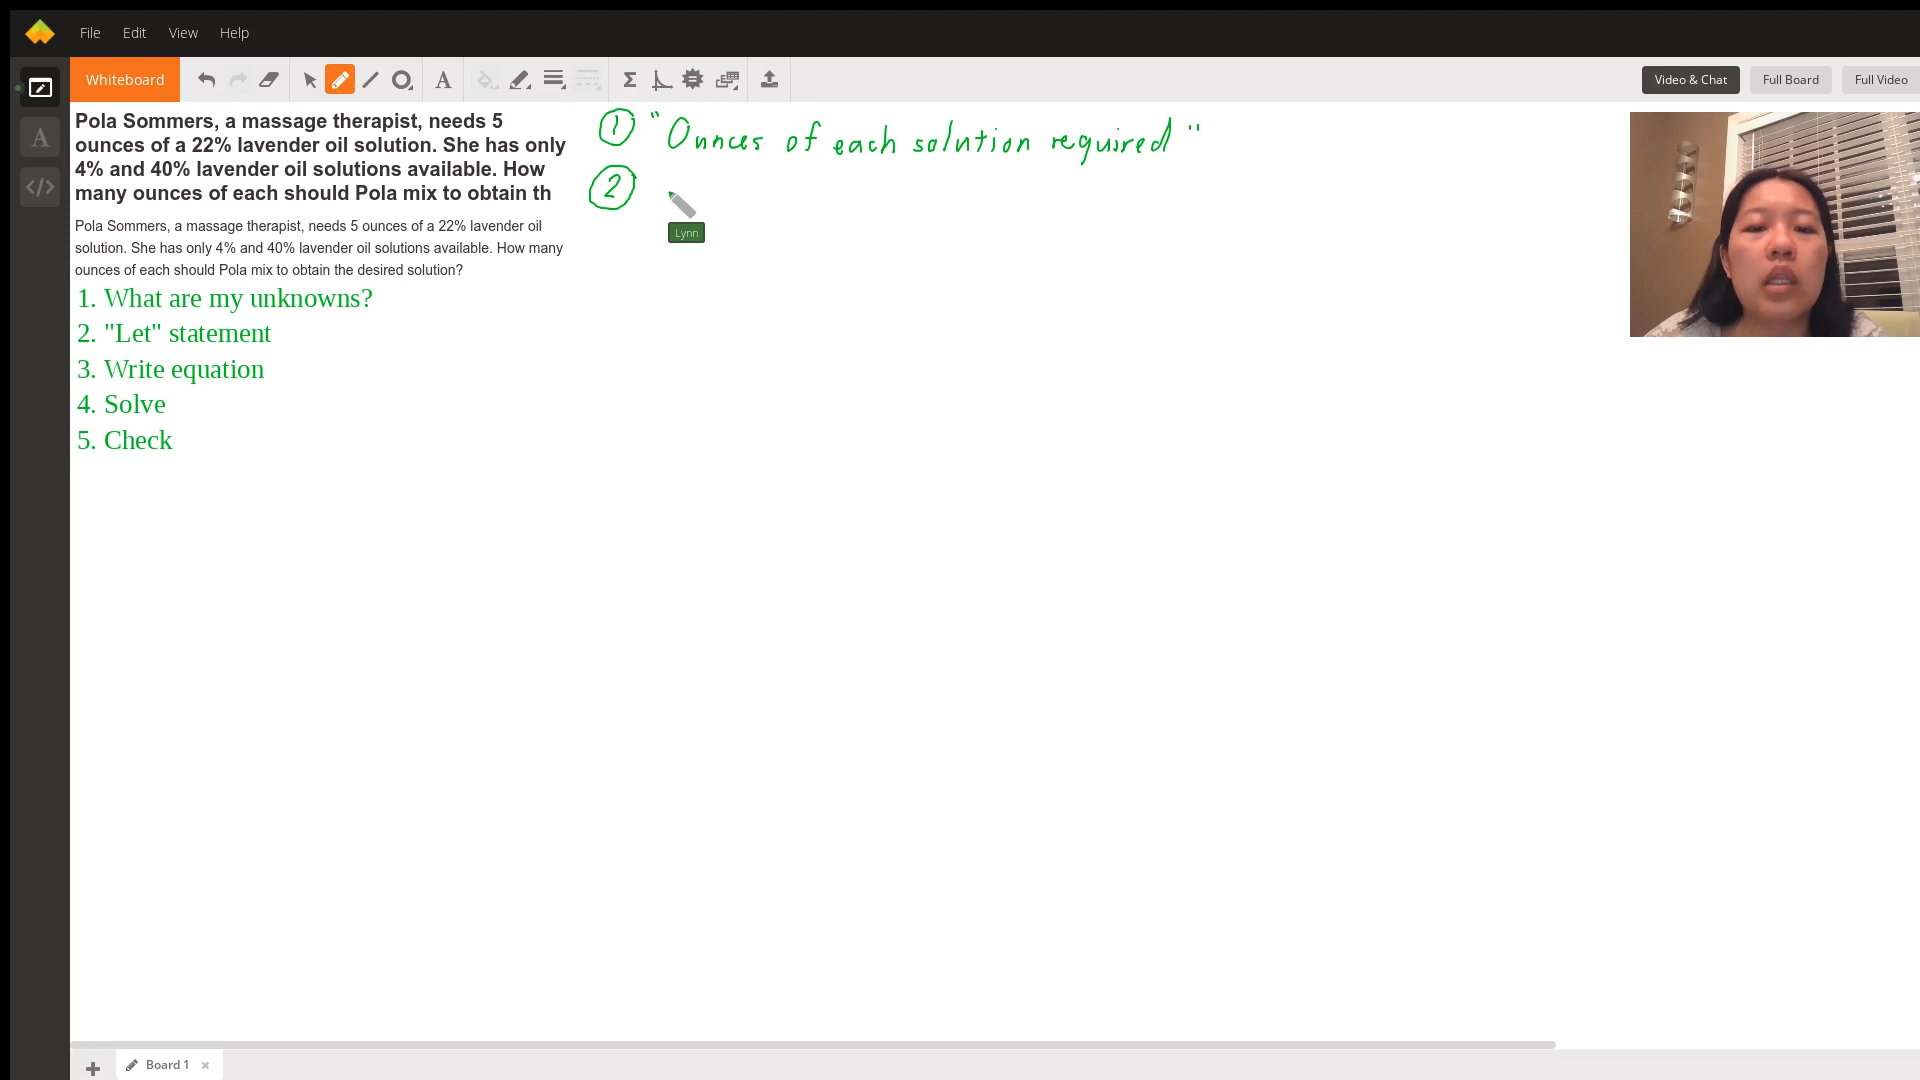 File Edit View Help
Whiteboard
Video & Chat Full Board Full Video
Pola Sommers, a massage therapist, needs 5
ounces of a 22% lavender oil solution. She has only
4% and 40% lavender oil solutions available. How
many ounces of each should Pola mix to obtain th
Pola Sommers, a massage therapist, needs 5 ounces of a 22% lavender oil
solution. She has only 4% and 40% lavender oil solutions available. How many
ounces of each should Pola mix to obtain the desired solution?
1. What are my unknowns?
2. "Let" statement
3. Write equation
4. Solve
5. Check
1 "Ounces of each solution required"
2
Lynn
Board 1